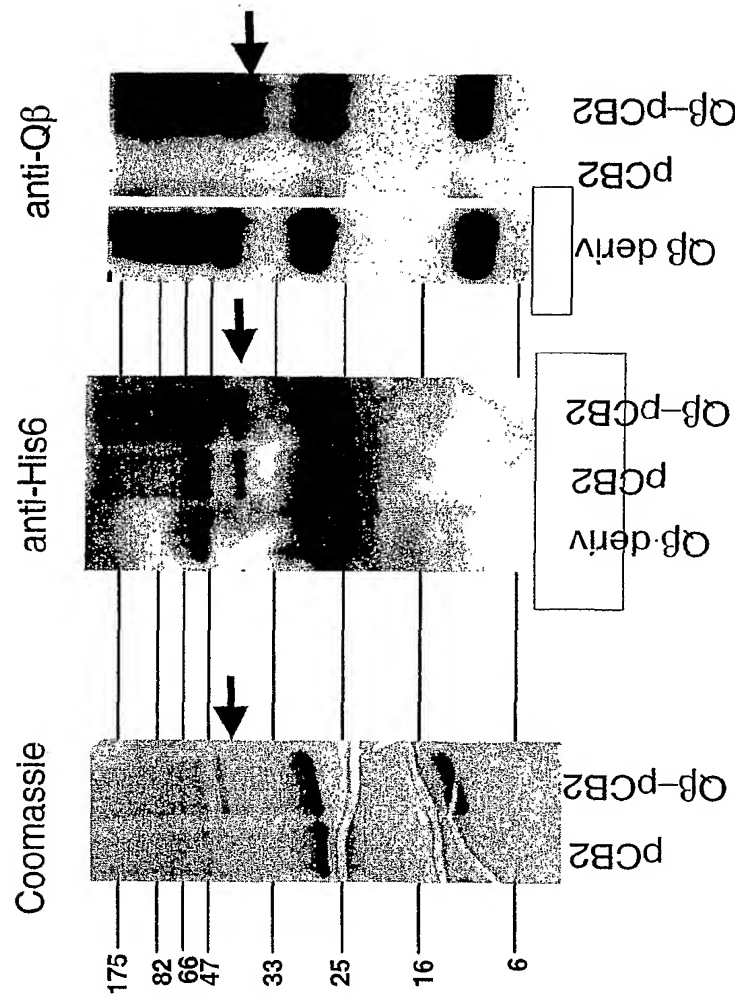 Coomassie
anti-His6
anti-Qβ
175
82
66
47
33
25
16
6
pCB2
Qβ–pCB2
Qβ deriv
pCB2
Qβ–pCB2
Qβ deriv
pCB2
Qβ–pCB2